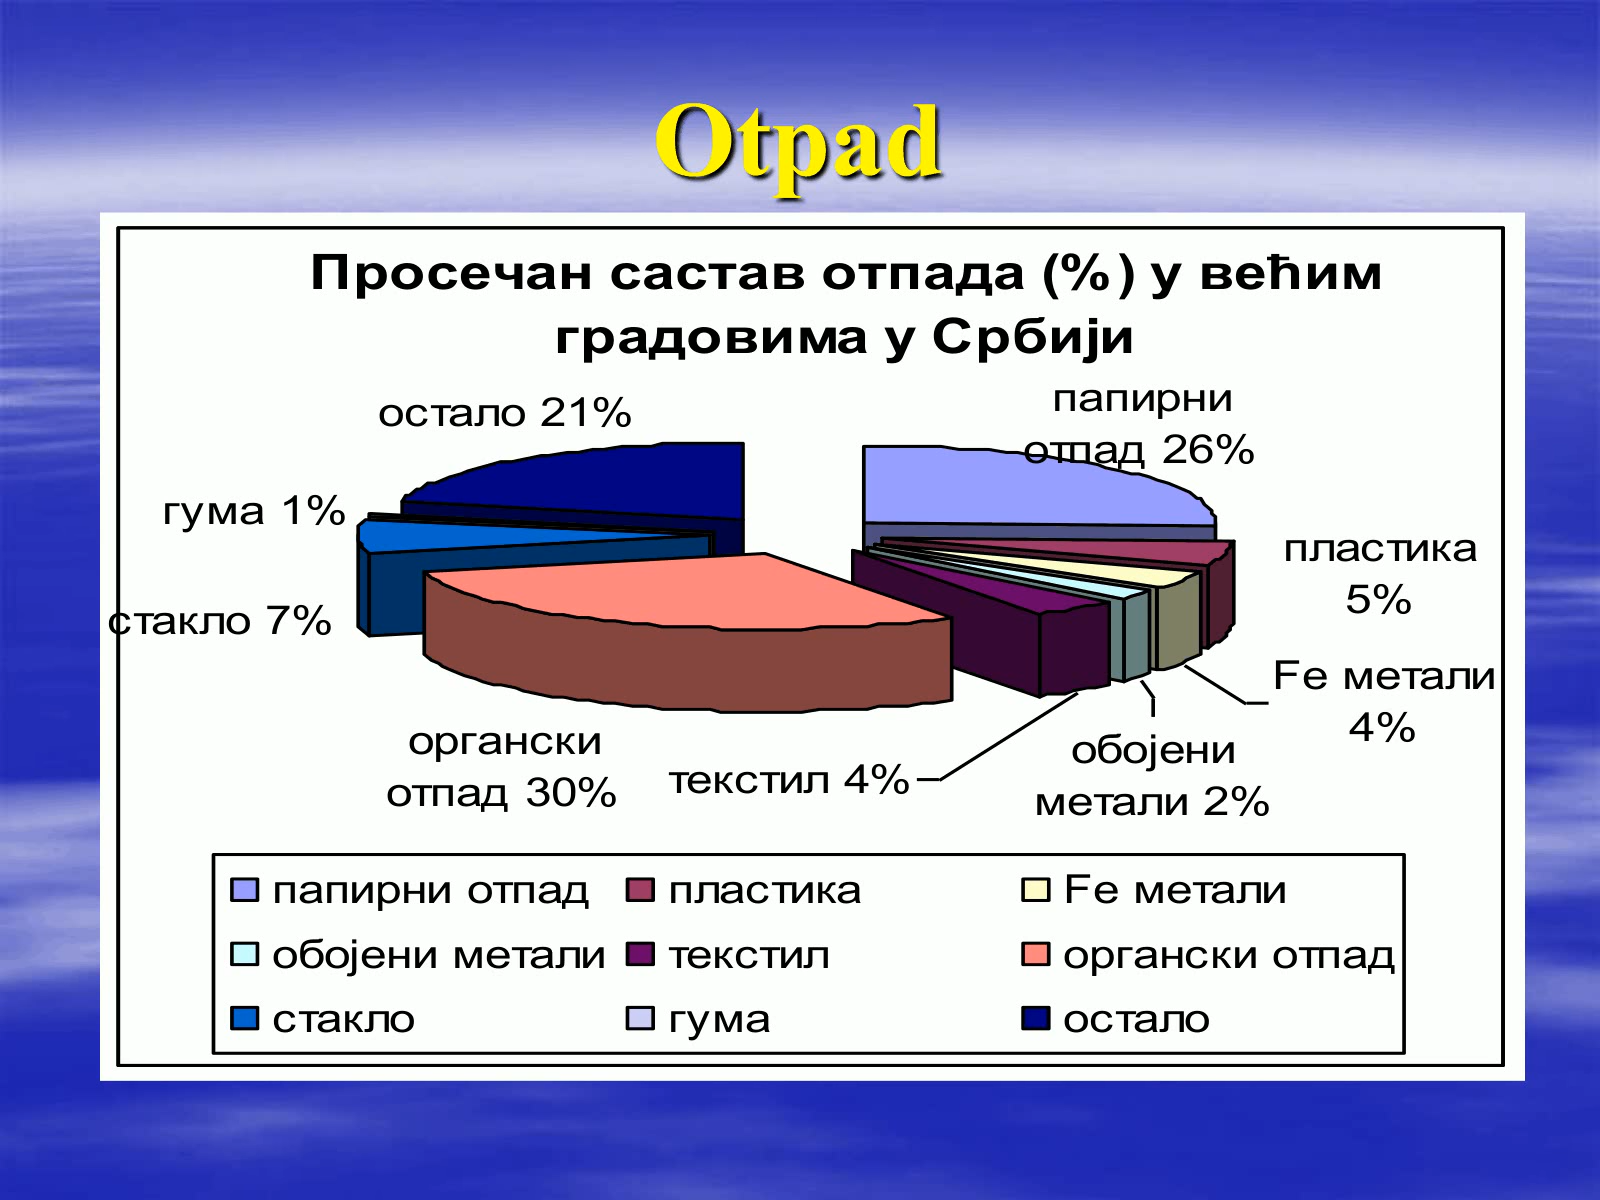 Otpad
Просечан састав отпада (%) у већим
градовима у Србији
остало 21%
папирни
отпад 26%
гума 1%
пластика
5%
стакло 7%
Fe метали
4%
органски
отпад 30%
текстил 4%
обојени
метали 2%
папирни отпад пластика Fe метали
обојени метали текстил органски отпад
стакло гума остало